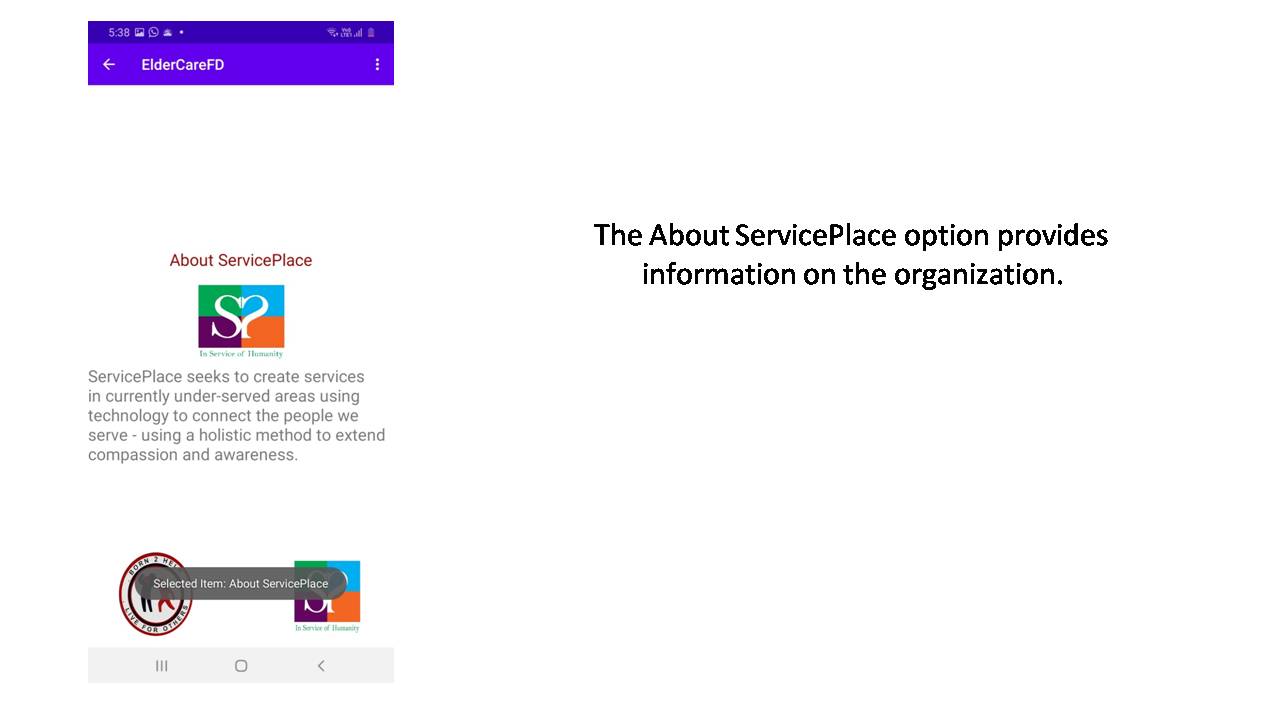 5:38
ElderCareFD
About ServicePlace
SP
In Service of Humanity
ServicePlace seeks to create services
in currently under-served areas using
technology to connect the people we
serve - using a holistic method to extend
compassion and awareness.
BORN 2 HEL
LIVE FOR OTHERS
Selected Item: About ServicePlace
SP
In Service of Humanity
The About ServicePlace option provides
information on the organization.